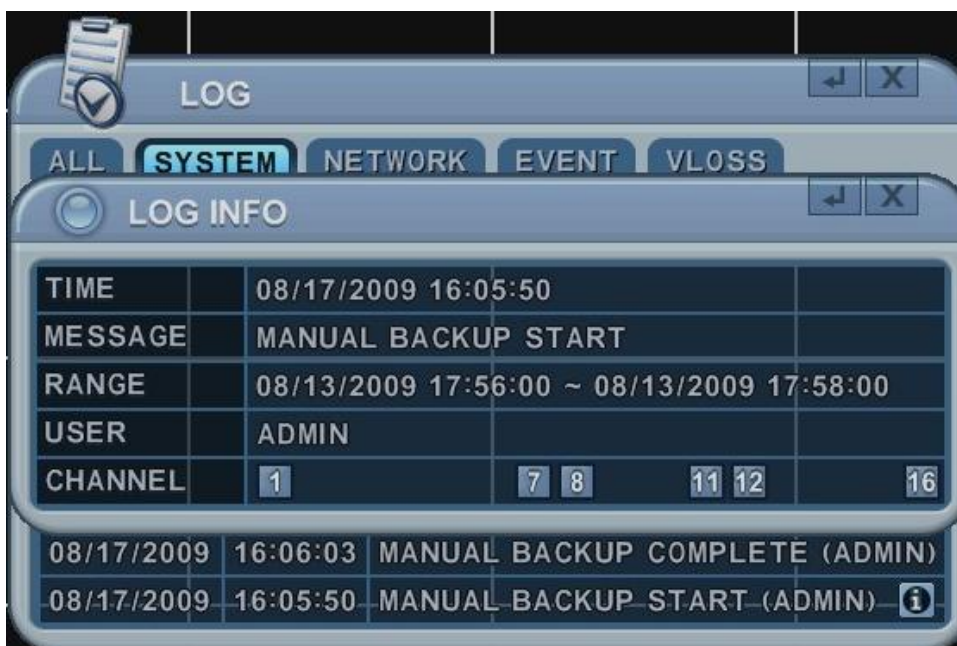 LOG
ALL SYSTEM NETWORK EVENT VLOSS
LOG INFO
TIME 08/17/2009 16:05:50
MESSAGE MANUAL BACKUP START
RANGE 08/13/2009 17:56:00 ~ 08/13/2009 17:58:00
USER ADMIN
CHANNEL 1 7 8 11 12 16
08/17/2009 16:06:03 MANUAL BACKUP COMPLETE (ADMIN)
08/17/2009 16:05:50 MANUAL BACKUP START (ADMIN) i